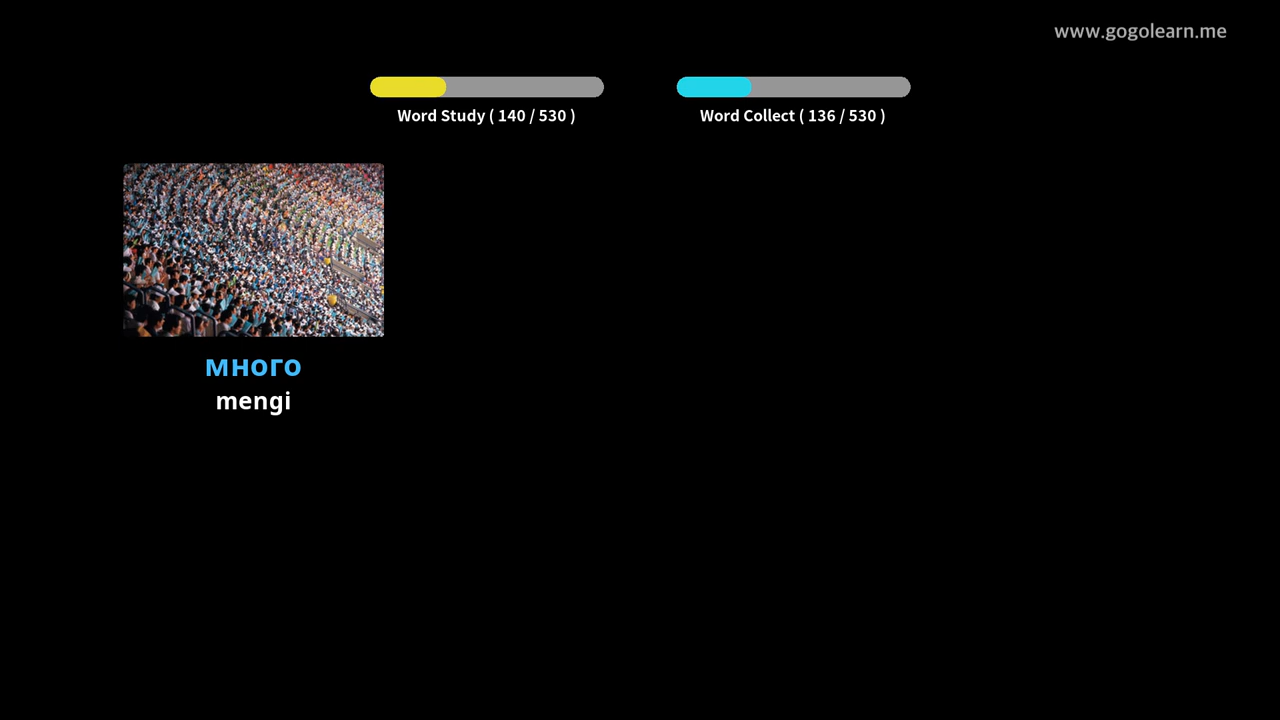 www.gogolearn.me
Word Study ( 140 / 530 )
Word Collect ( 136 / 530 )
много
mengi